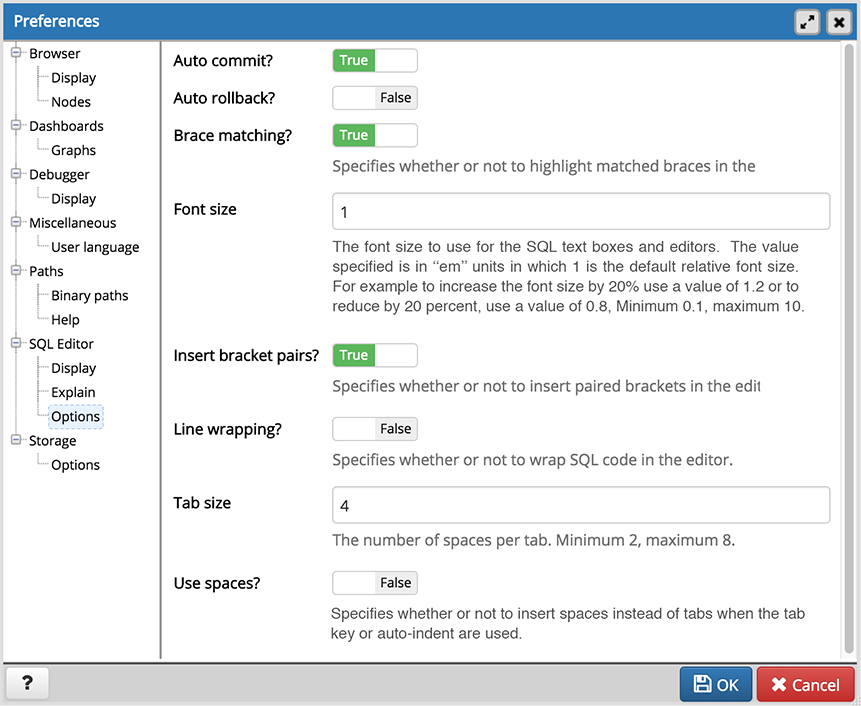 Preferences
Browser
Display
Nodes
Dashboards
Graphs
Debugger
Display
Miscellaneous
User language
Paths
Binary paths
Help
SQL Editor
Display
Explain
Options
Storage
Options
Auto commit?
True
Auto rollback?
False
Brace matching?
True
Specifies whether or not to highlight matched braces in the
Font size
1
The font size to use for the SQL text boxes and editors. The value
specified is in “em” units in which 1 is the default relative font size.
For example to increase the font size by 20% use a value of 1.2 or to
reduce by 20 percent, use a value of 0.8, Minimum 0.1, maximum 10.
Insert bracket pairs?
True
Specifies whether or not to insert paired brackets in the edit
Line wrapping?
False
Specifies whether or not to wrap SQL code in the editor.
Tab size
4
The number of spaces per tab. Minimum 2, maximum 8.
Use spaces?
False
Specifies whether or not to insert spaces instead of tabs when the tab
key or auto-indent are used.
?
OK
Cancel